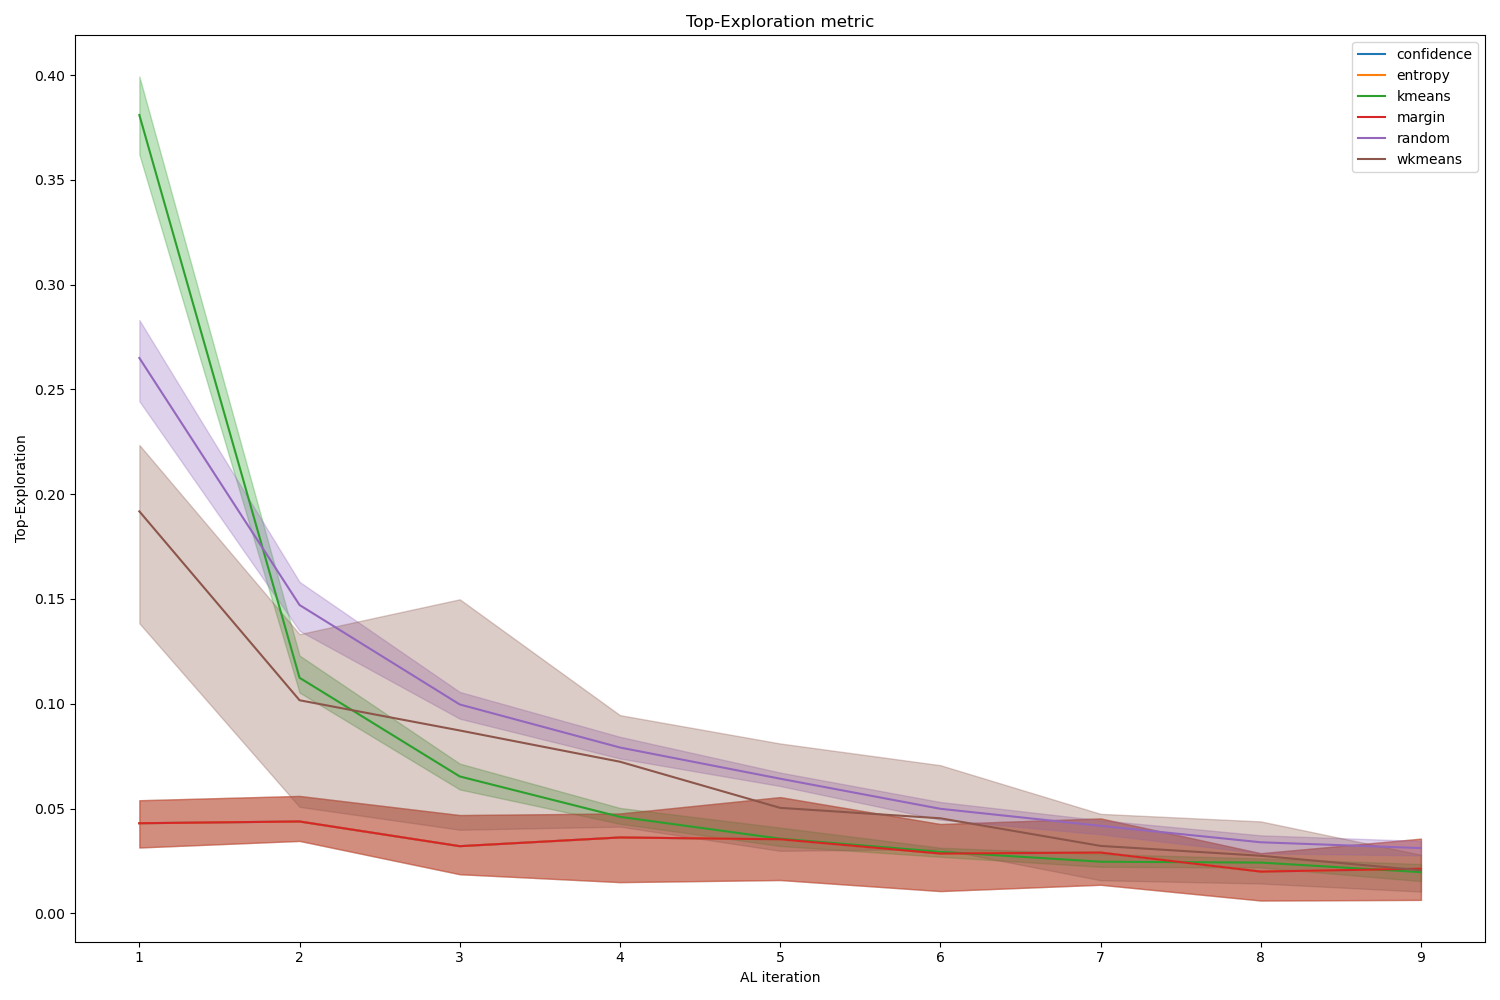 Top-Exploration metric
confidence
entropy
kmeans
margin
random
wkmeans
Top-Exploration
0.40
0.35
0.30
0.25
0.20
0.15
0.10
0.05
0.00
1 2 3 4 5 6 7 8 9
AL iteration